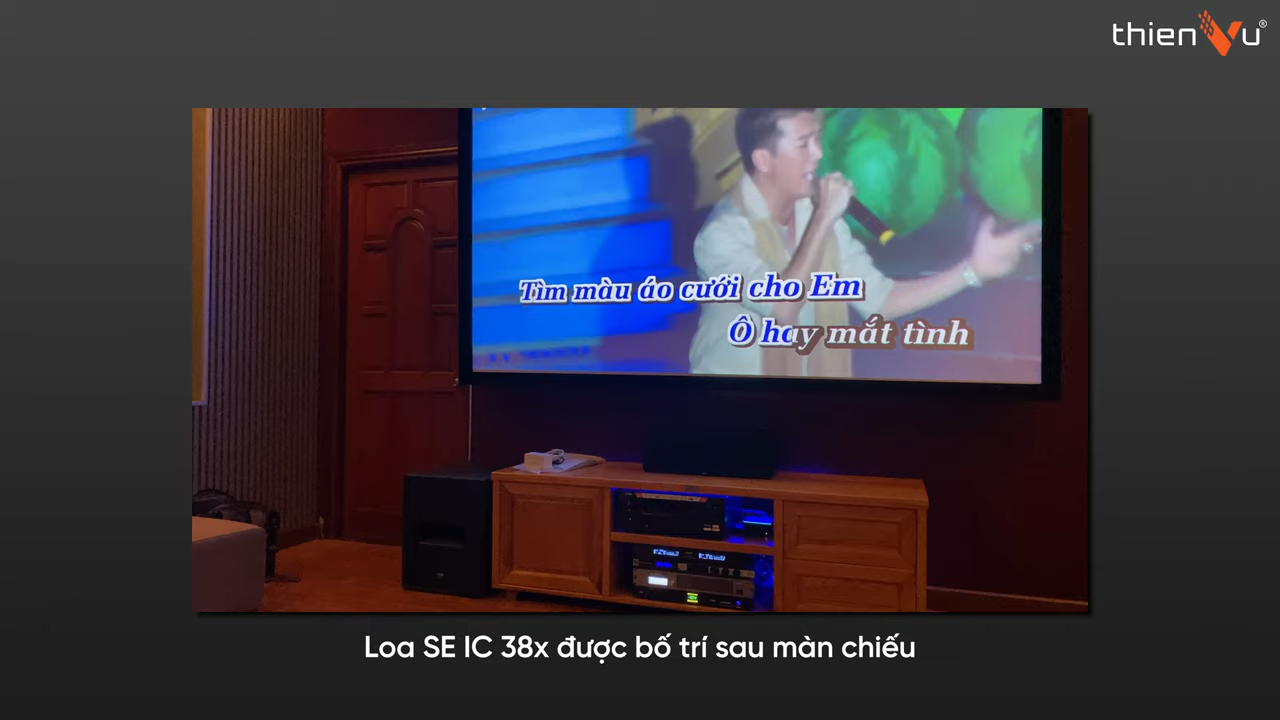 thienVu®
Tìm màu áo cưới cho Em
Ô hay mắt tình
Loa SE IC 38x được bố trí sau màn chiếu